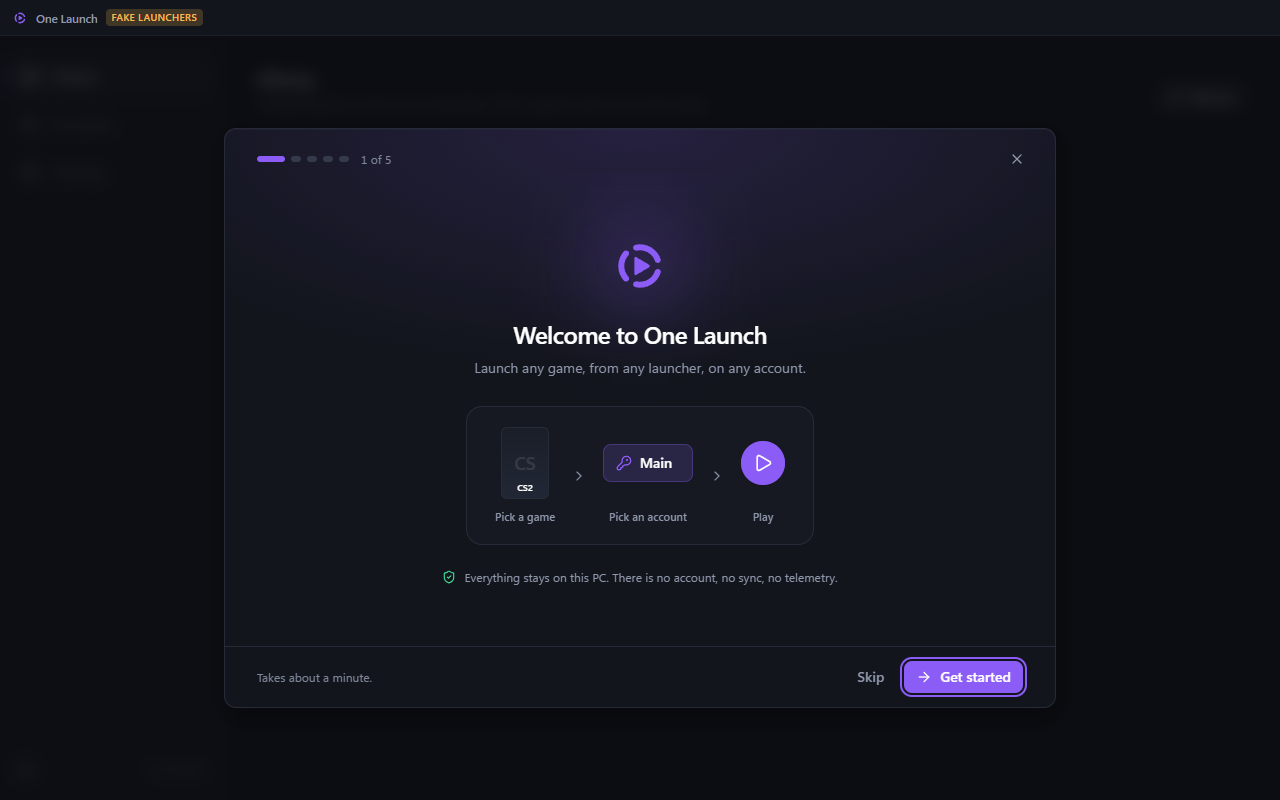 One Launch FAKE LAUNCHERS
1 of 5
Welcome to One Launch
Launch any game, from any launcher, on any account.
CS
CS2
Main
Pick a game
Pick an account
Play
Everything stays on this PC. There is no account, no sync, no telemetry.
Takes about a minute.
Skip
Get started